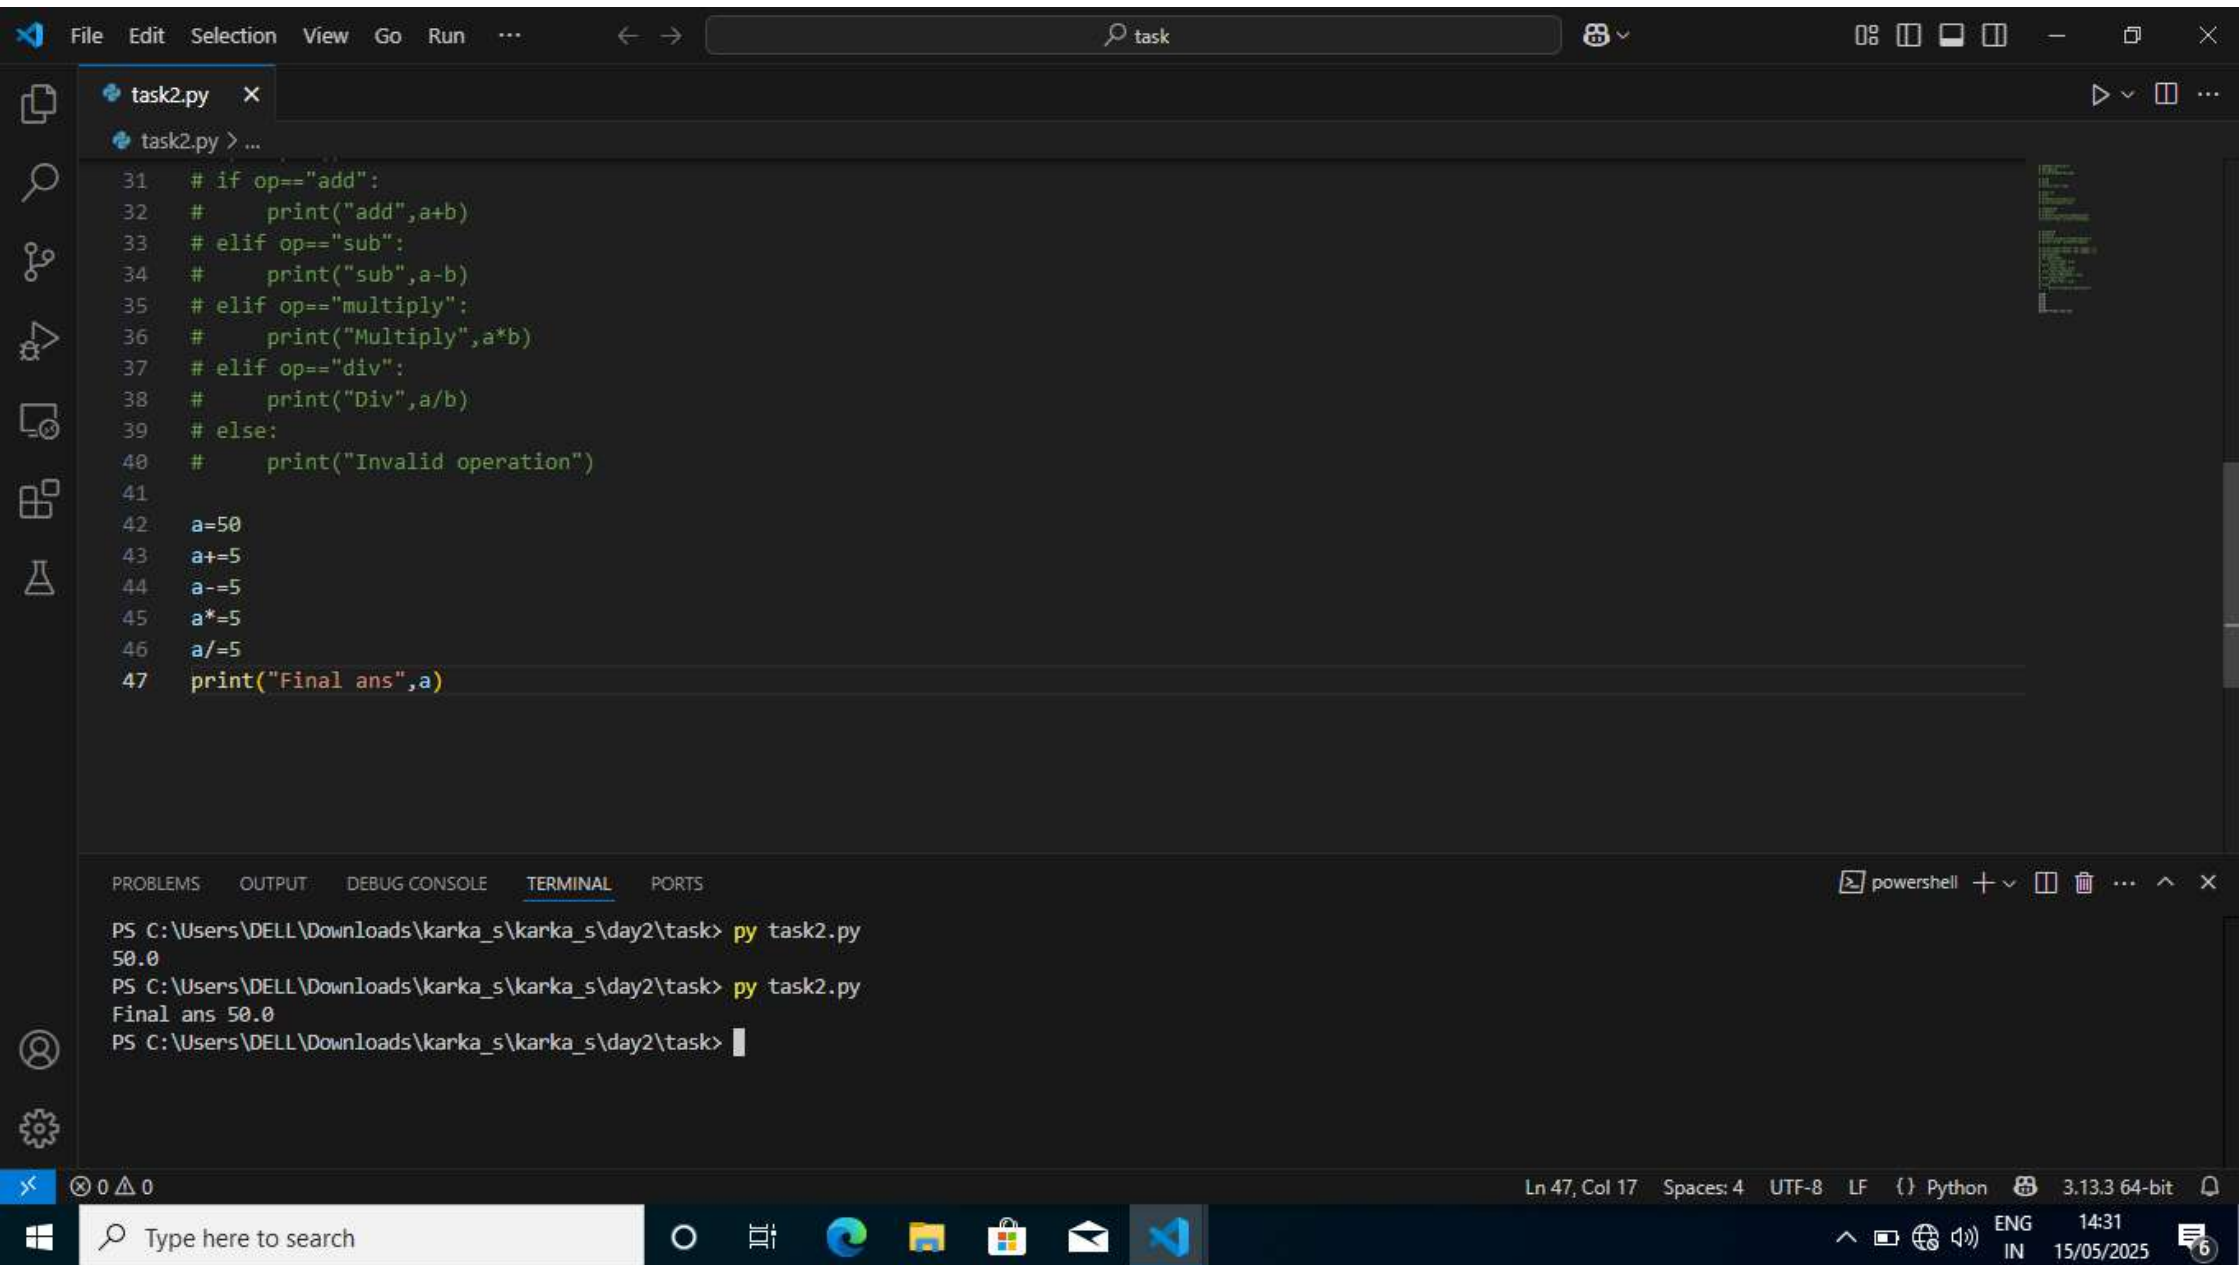 File Edit Selection View Go Run ··· task
task2.py
task2.py > ...
31 # if op=="add":
32 #     print("add",a+b)
33 # elif op=="sub":
34 #     print("sub",a-b)
35 # elif op=="multiply":
36 #     print("Multiply",a*b)
37 # elif op=="div":
38 #     print("Div",a/b)
39 # else:
40 #     print("Invalid operation")
41
42 a=50
43 a+=5
44 a-=5
45 a*=5
46 a/=5
47 print("Final ans",a)
PROBLEMS OUTPUT DEBUG CONSOLE TERMINAL PORTS powershell
PS C:\Users\DELL\Downloads\karka_s\karka_s\day2\task> py task2.py
50.0
PS C:\Users\DELL\Downloads\karka_s\karka_s\day2\task> py task2.py
Final ans 50.0
PS C:\Users\DELL\Downloads\karka_s\karka_s\day2\task>
0 0 Ln 47, Col 17 Spaces: 4 UTF-8 LF {} Python 3.13.3 64-bit
Type here to search
ENG 14:31
IN 15/05/2025 6